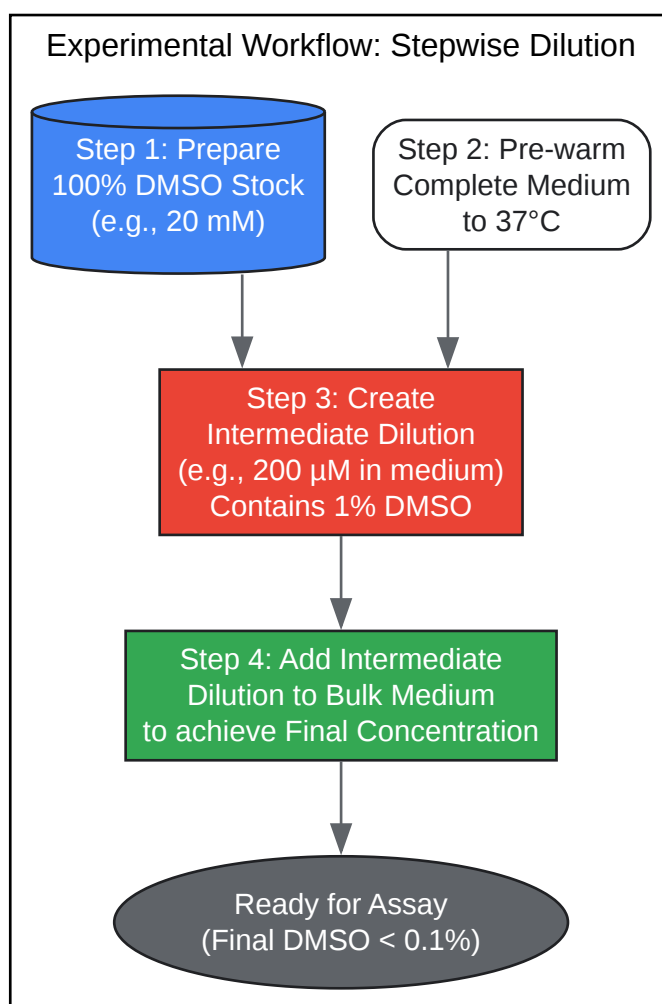 Experimental Workflow: Stepwise Dilution
Step 1: Prepare
100% DMSO Stock
(e.g., 20 mM)
Step 2: Pre-warm
Complete Medium
to 37°C
Step 3: Create
Intermediate Dilution
(e.g., 200 µM in medium)
Contains 1% DMSO
Step 4: Add Intermediate
Dilution to Bulk Medium
to achieve Final Concentration
Ready for Assay
(Final DMSO < 0.1%)